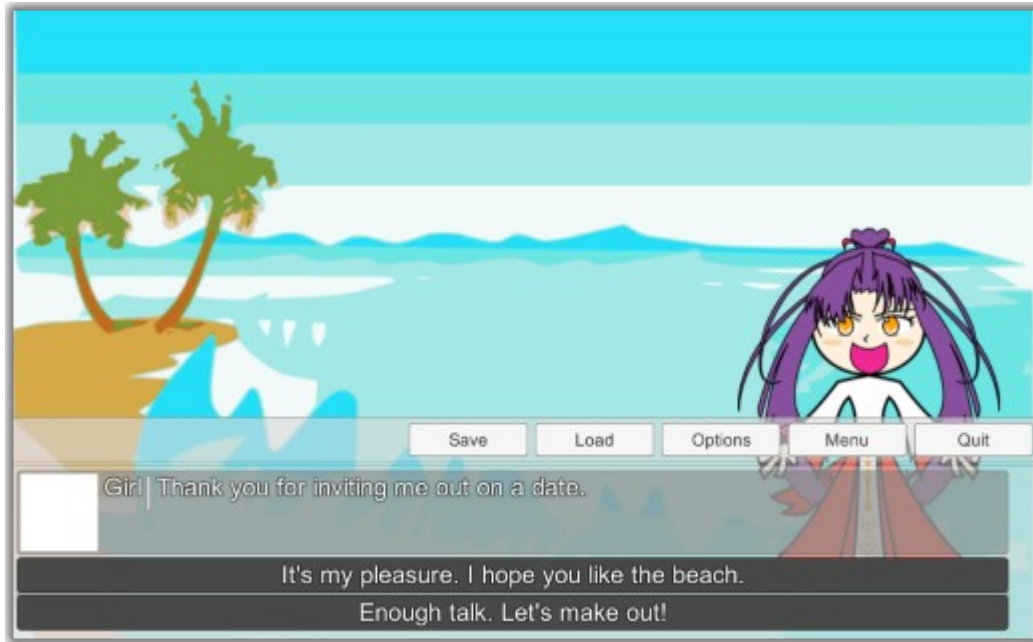 Save Load Options Menu Quit
Girl Thank you for inviting me out on a date.
It's my pleasure. I hope you like the beach.
Enough talk. Let's make out!